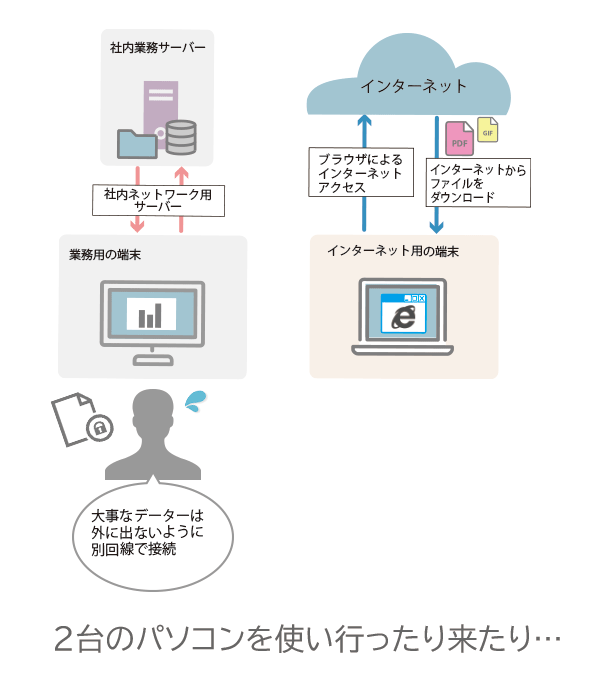 社内業務サーバー
インターネット
PDF
GIF
ブラウザによる
インターネット
アクセス
インターネットから
ファイルを
ダウンロード
社内ネットワーク用
サーバー
業務用の端末
インターネット用の端末
大事なデーターは
外に出ないように
別回線で接続
2台のパソコンを使い行ったり来たり…